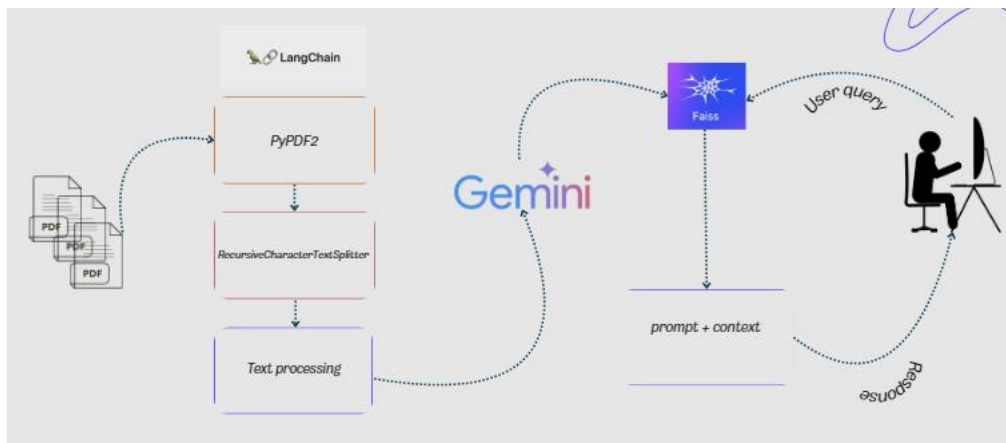 LangChain
PyPDF2
RecursiveCharacterTextSplitter
Text processing
PDF
PDF
PDF
Gemini
Faiss
User query
prompt + context
Response